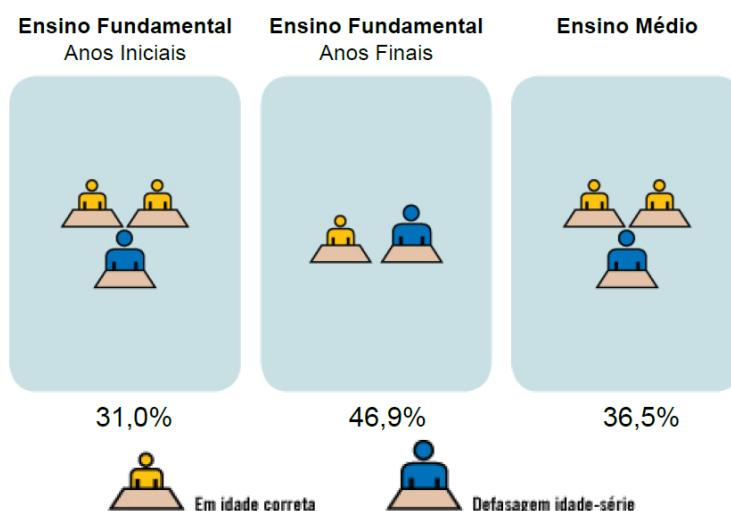 Ensino Fundamental
Anos Iniciais
Ensino Fundamental
Anos Finais
Ensino Médio
31,0%
46,9%
36,5%
Em idade correta
Defasagem idade-série